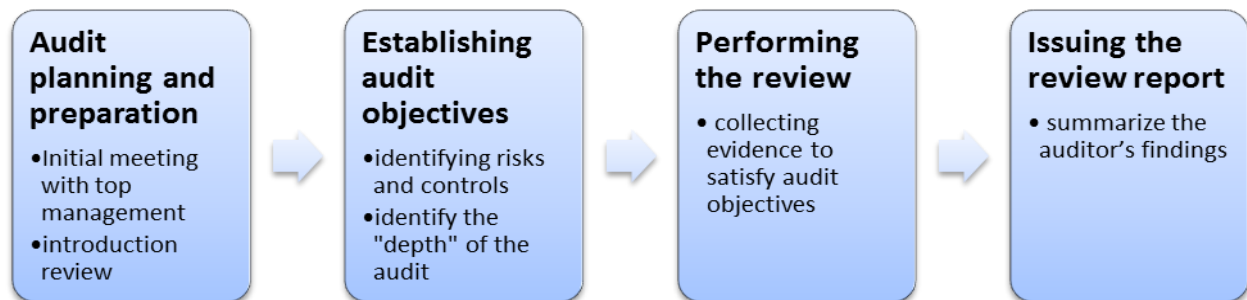 Audit
planning and
preparation
•Initial meeting
with top
management
•introduction
review
Establishing
audit
objectives
•identifying risks
and controls
•identify the
"depth" of the
audit
Performing
the review
• collecting
evidence to
satisfy audit
objectives
Issuing the
review report
• summarize the
auditor’s findings